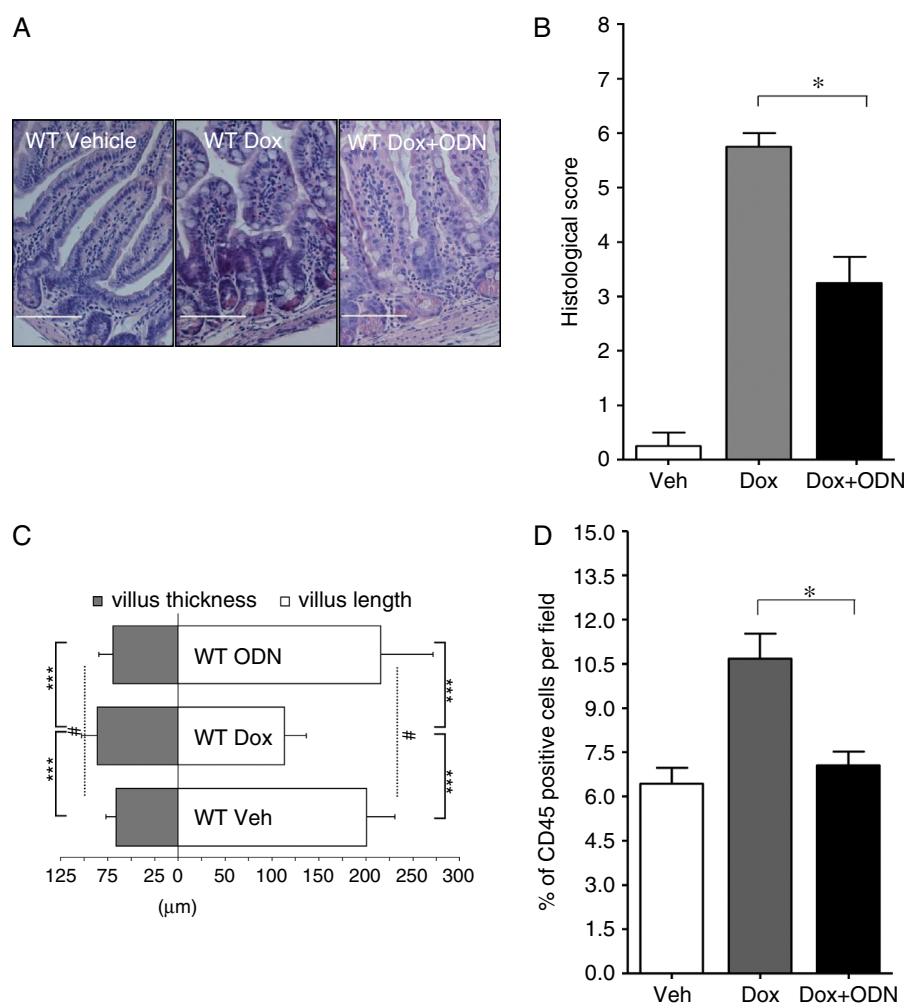 A
WT Vehicle
WT Dox
WT Dox+ODN
B
Histological score
8
7
6
5
4
3
2
1
0
*
Veh
Dox
Dox+ODN
C
villus thickness
villus length
WT ODN
WT Dox
WT Veh
***
***
#
***
***
#
125 75 25 0 50 100 150 200 250 300
(μm)
D
% of CD45 positive cells per field
15.0
13.5
12.0
10.5
9.0
7.5
6.0
4.5
3.0
1.5
0.0
*
Veh
Dox
Dox+ODN